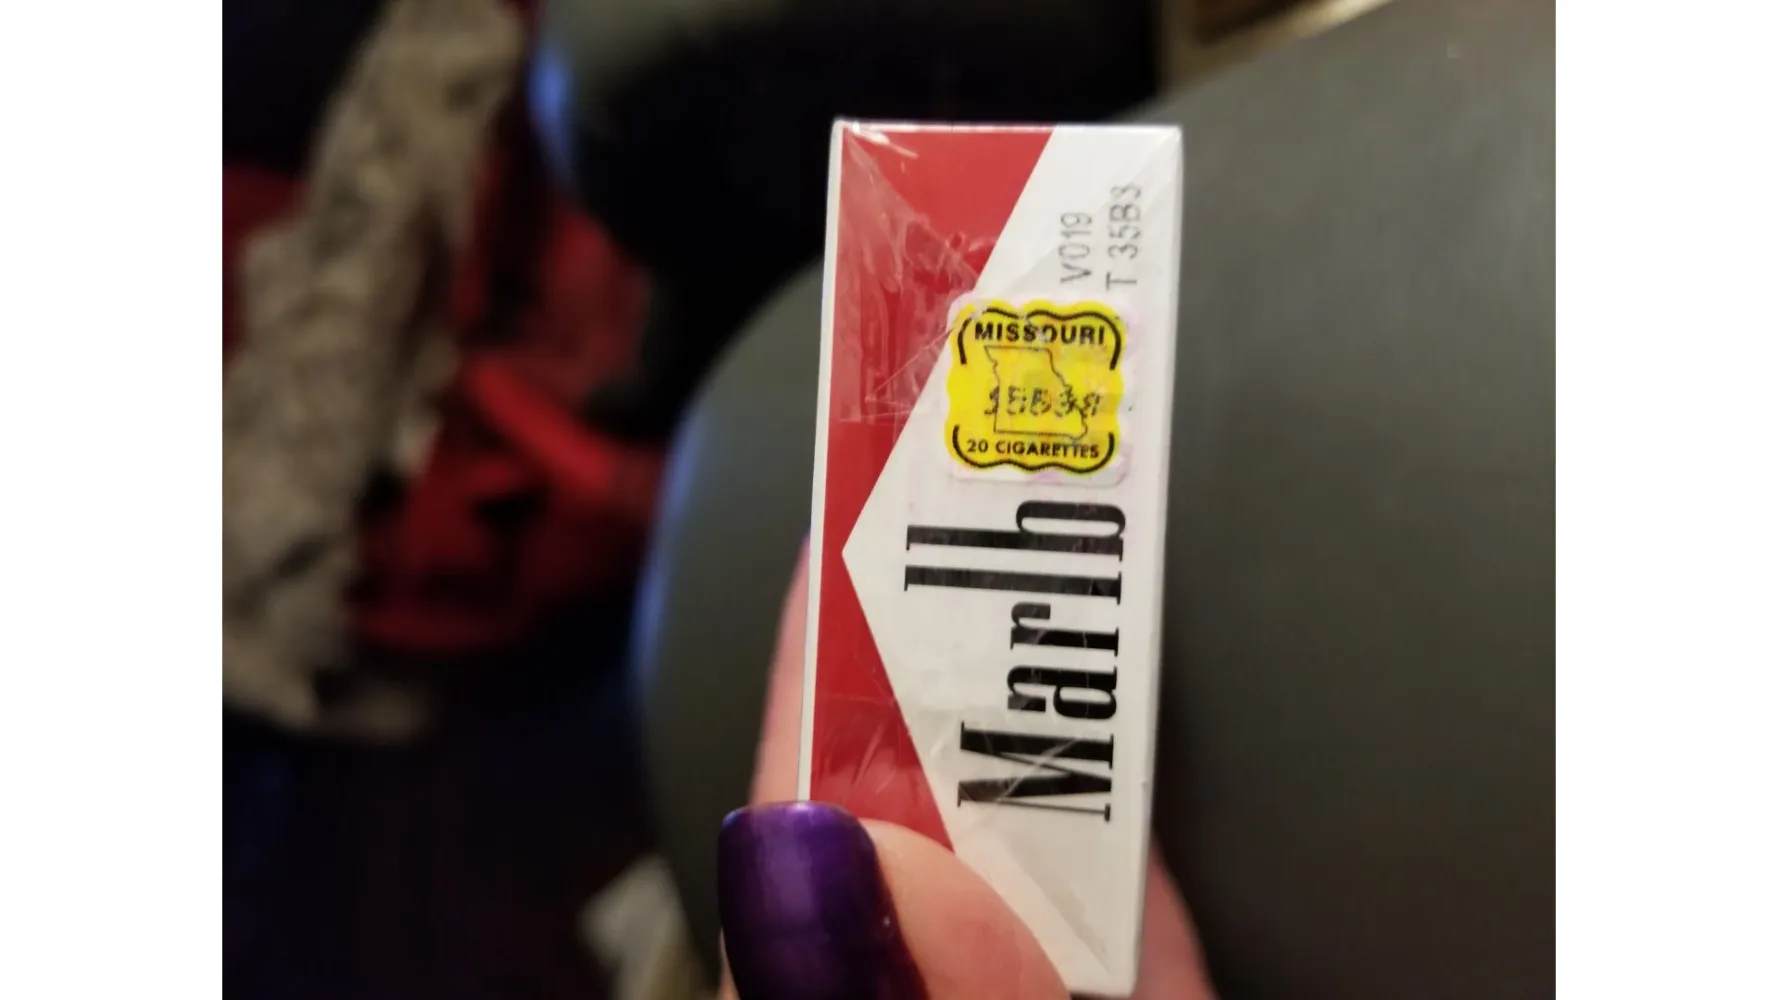 V019
T 35B3
MISSOURI
20 CIGARETTES
Marlb